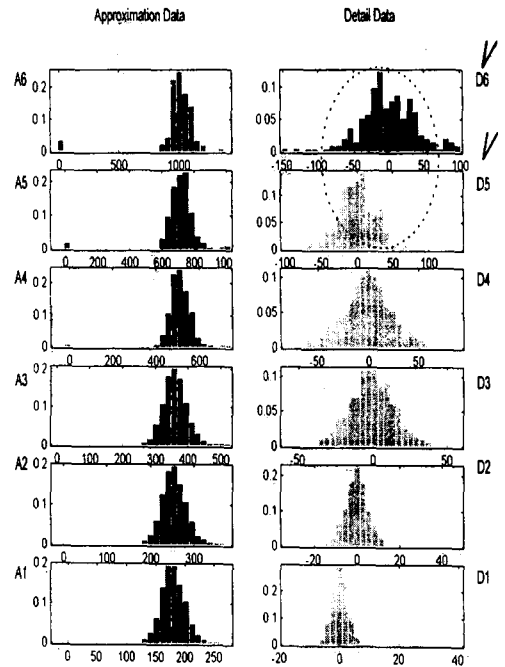 Approximation Data Detail Data
A6 0.2 0.1 0 0 500 1000
0.1 0 05 0 -150 -100 -50 0 50 100 D6
A5 0.2 0.1 0 0 200 400 600 800 1000
0.1 0 05 0 -100 -50 0 50 100 D5
A4 0.2 0 1 0 0 200 400 600
0.1 0.05 0 -50 0 50 D4
A3 0 2 0 1 0 0 100 200 300 400 500
0.1 0.05 0 -50 0 50 D3
A2 0 2 0 1 0 0 100 200 300
0 2 0 1 0 -20 0 20 40 D2
A1 0.2 0 1 0 0 50 100 150 200 250
0.2 0 1 0 -20 0 20 40 D1